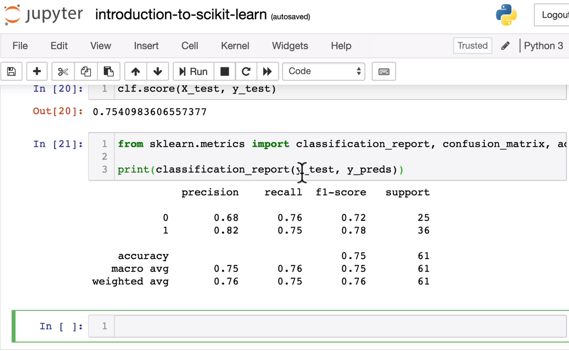 jupyter introduction-to-scikit-learn (autosaved) Logout
File Edit View Insert Cell Kernel Widgets Help Trusted Python 3
Run Code
In [20]: 1 clf.score(X_test, y_test)
Out[20]: 0.7540983606557377
In [21]: 1 from sklearn.metrics import classification_report, confusion_matrix, ac
2
3 print(classification_report(y_test, y_preds))
precision recall f1-score support
0 0.68 0.76 0.72 25
1 0.82 0.75 0.78 36
accuracy 0.75 61
macro avg 0.75 0.76 0.75 61
weighted avg 0.76 0.75 0.76 61
In [ ]: 1